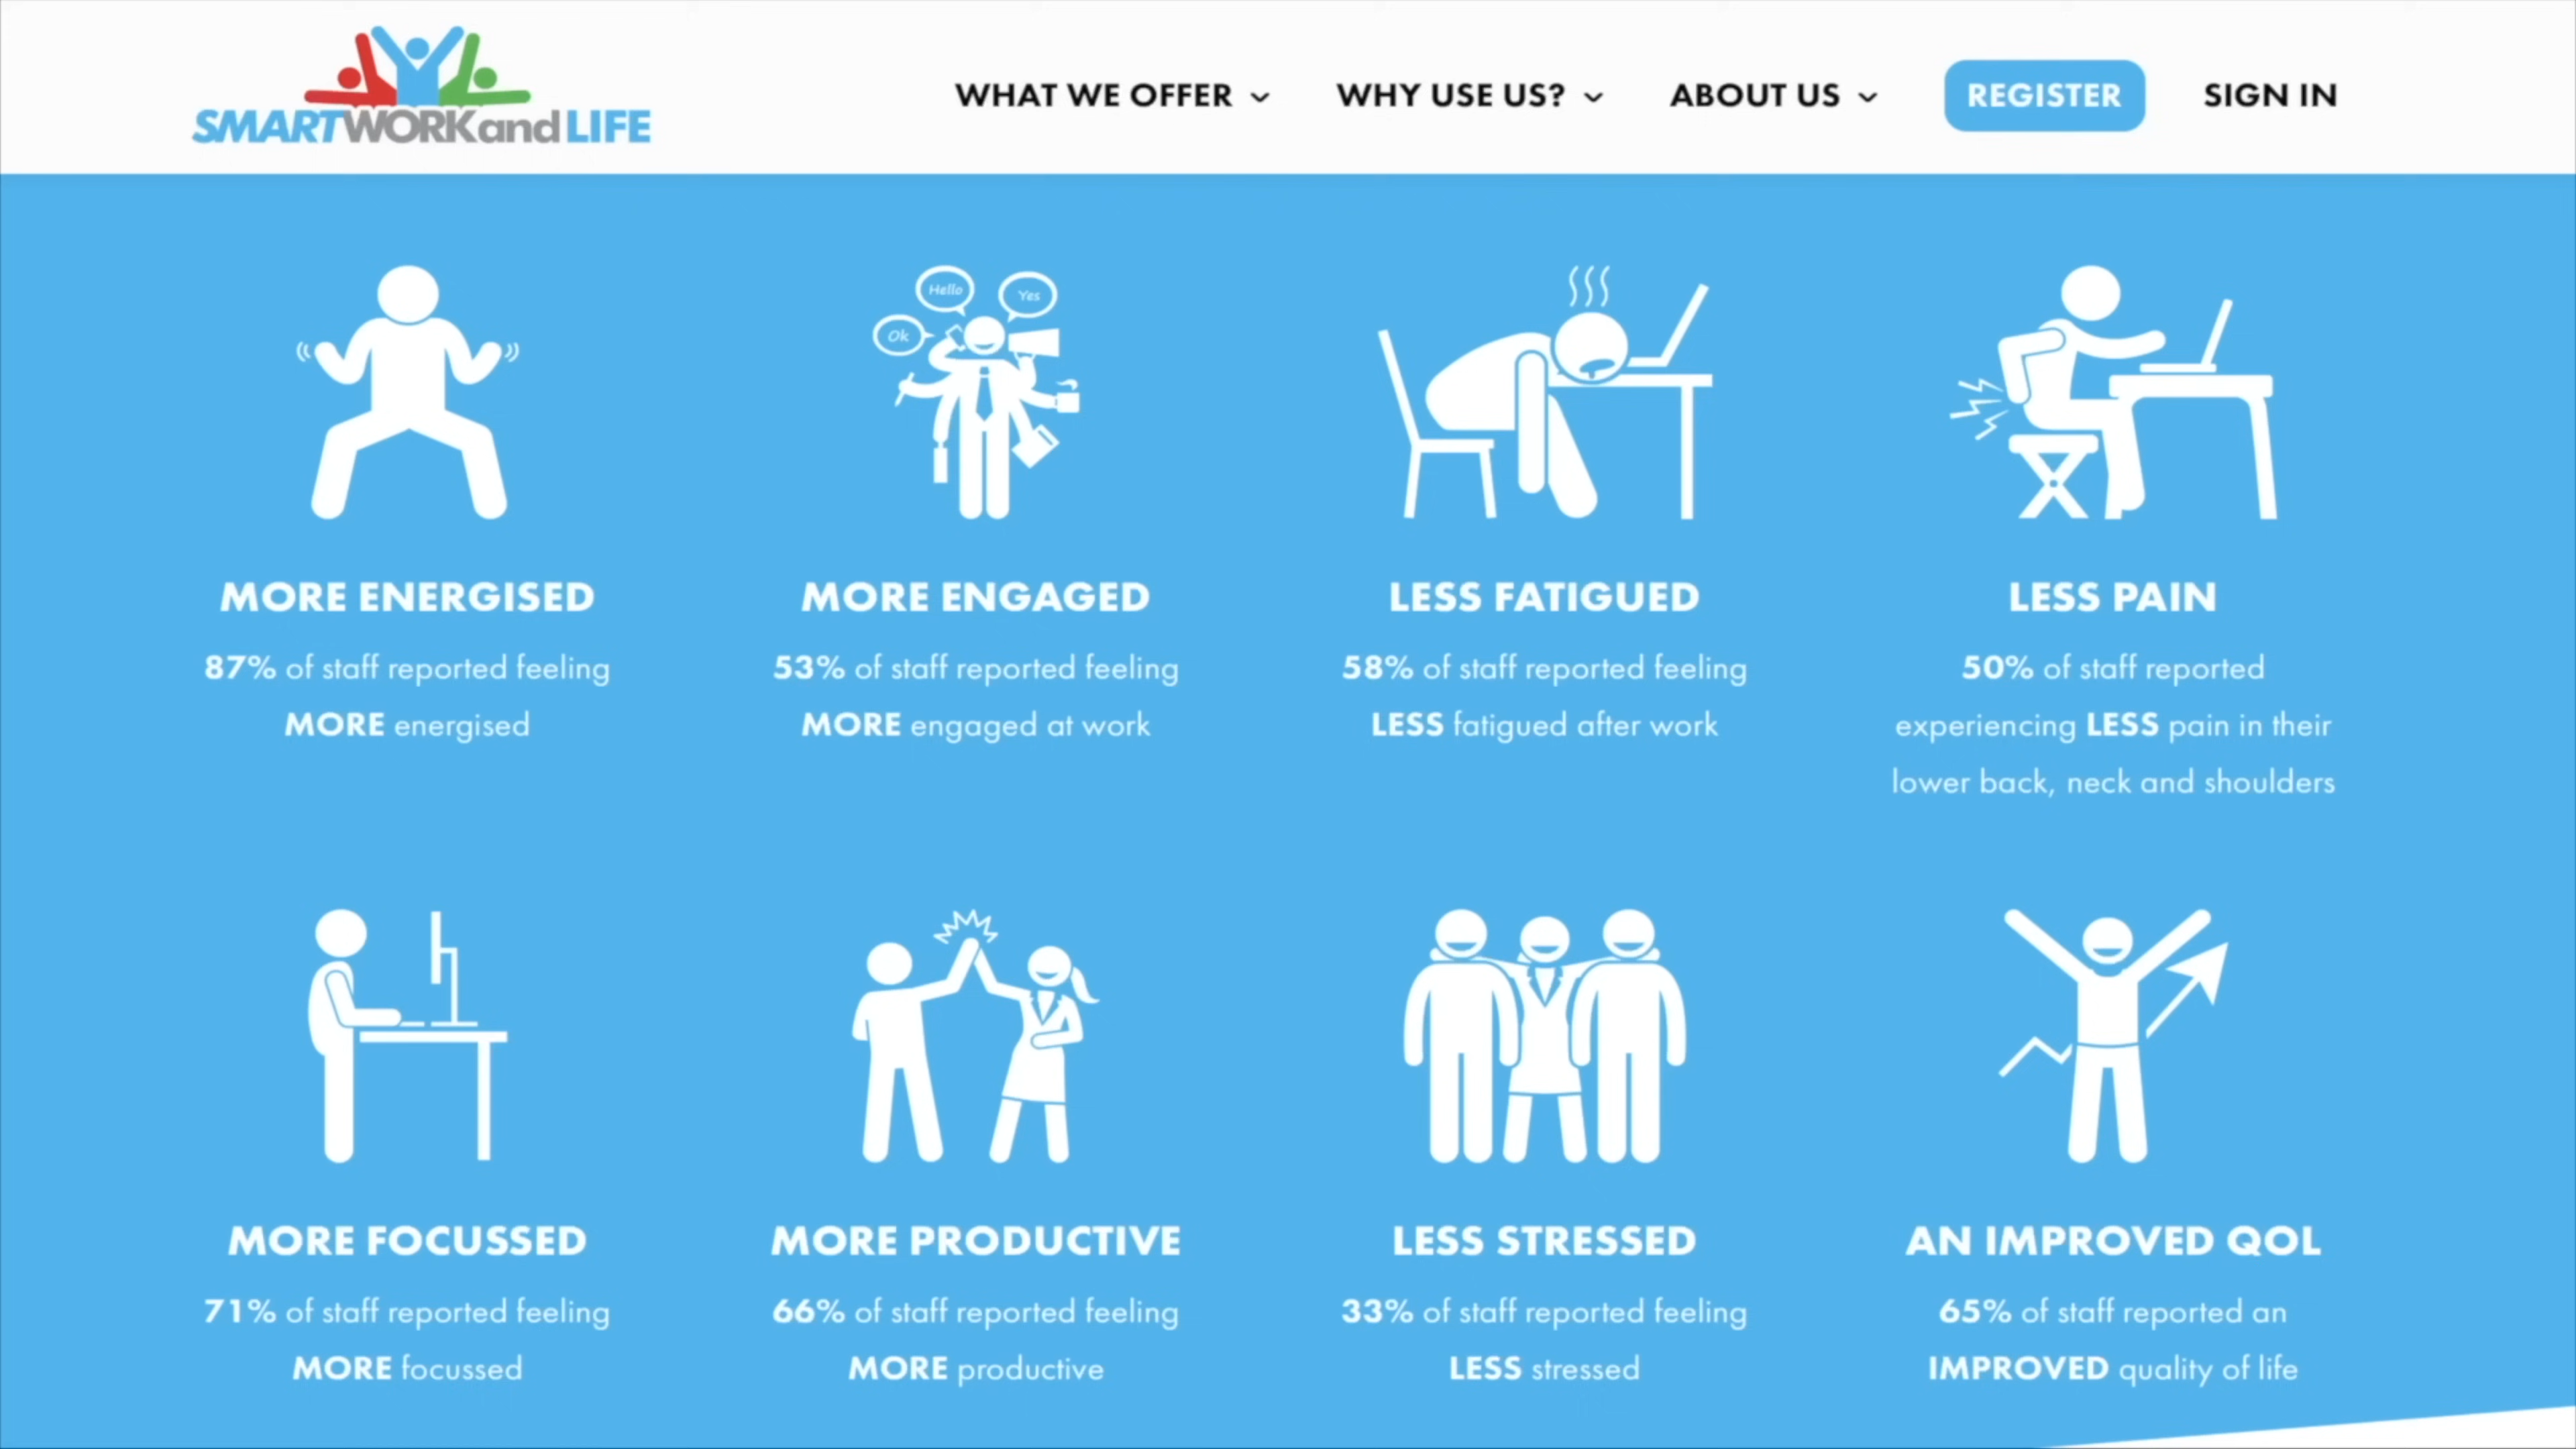 SMARTWORKandLIFE
WHAT WE OFFER
WHY USE US?
ABOUT US
REGISTER
SIGN IN
Hello
Yes
Ok
MORE ENERGISED
87% of staff reported feeling
MORE energised
MORE ENGAGED
53% of staff reported feeling
MORE engaged at work
LESS FATIGUED
58% of staff reported feeling
LESS fatigued after work
LESS PAIN
50% of staff reported
experiencing LESS pain in their
lower back, neck and shoulders
MORE FOCUSSED
71% of staff reported feeling
MORE focussed
MORE PRODUCTIVE
66% of staff reported feeling
MORE productive
LESS STRESSED
33% of staff reported feeling
LESS stressed
AN IMPROVED QOL
65% of staff reported an
IMPROVED quality of life